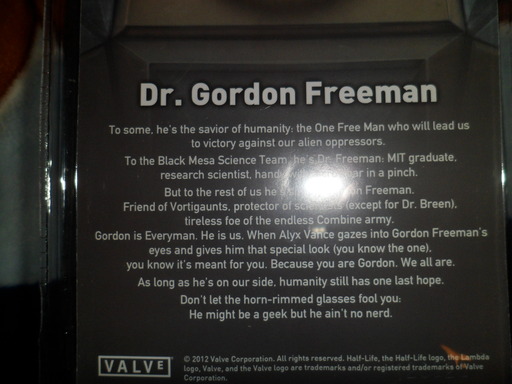 Dr. Gordon Freeman
To some, he's the savior of humanity: the One Free Man who will lead us
to victory against our alien oppressors.
To the Black Mesa Science Team, he's Dr. Freeman: MIT graduate,
research scientist, handy in a pinch.
But to the rest of us he Freeman.
Friend of Vortigaunts, protector of scientists (except for Dr. Breen),
tireless foe of the endless Combine army.
Gordon is Everyman. He is us. When Alyx Vance gazes into Gordon Freeman's
eyes and gives him that special look (you know the one),
you know it's meant for you. Because you are Gordon. We all are.
As long as he's on our side, humanity still has one last hope.
Don't let the horn-rimmed glasses fool you:
He might be a geek but he ain't no nerd.
VALVE
© 2012 Valve Corporation. All rights reserved. Half-Life, the Half-Life logo, the Lambda
logo, Valve, and the Valve logo are trademarks and/or registered trademarks of Valve
Corporation.